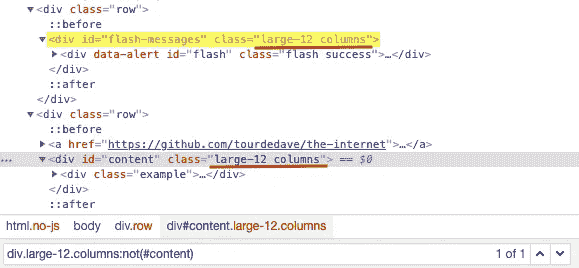 ▼<div class="row">
::before
▼<div id="flash-messages" class="large-12 columns">
▶<div data-alert id="flash" class="flash success">…</div>
</div>
::after
</div>
▼<div class="row">
::before
▶<a href="https://github.com/tourdedave/the-internet">…</a>
… ▼<div id="content" class="large-12 columns"> == $0
▶<div class="example">…</div>
</div>
::after
html.no-js body div.row div#content.large-12.columns
div.large-12.columns:not(#content) 1 of 1